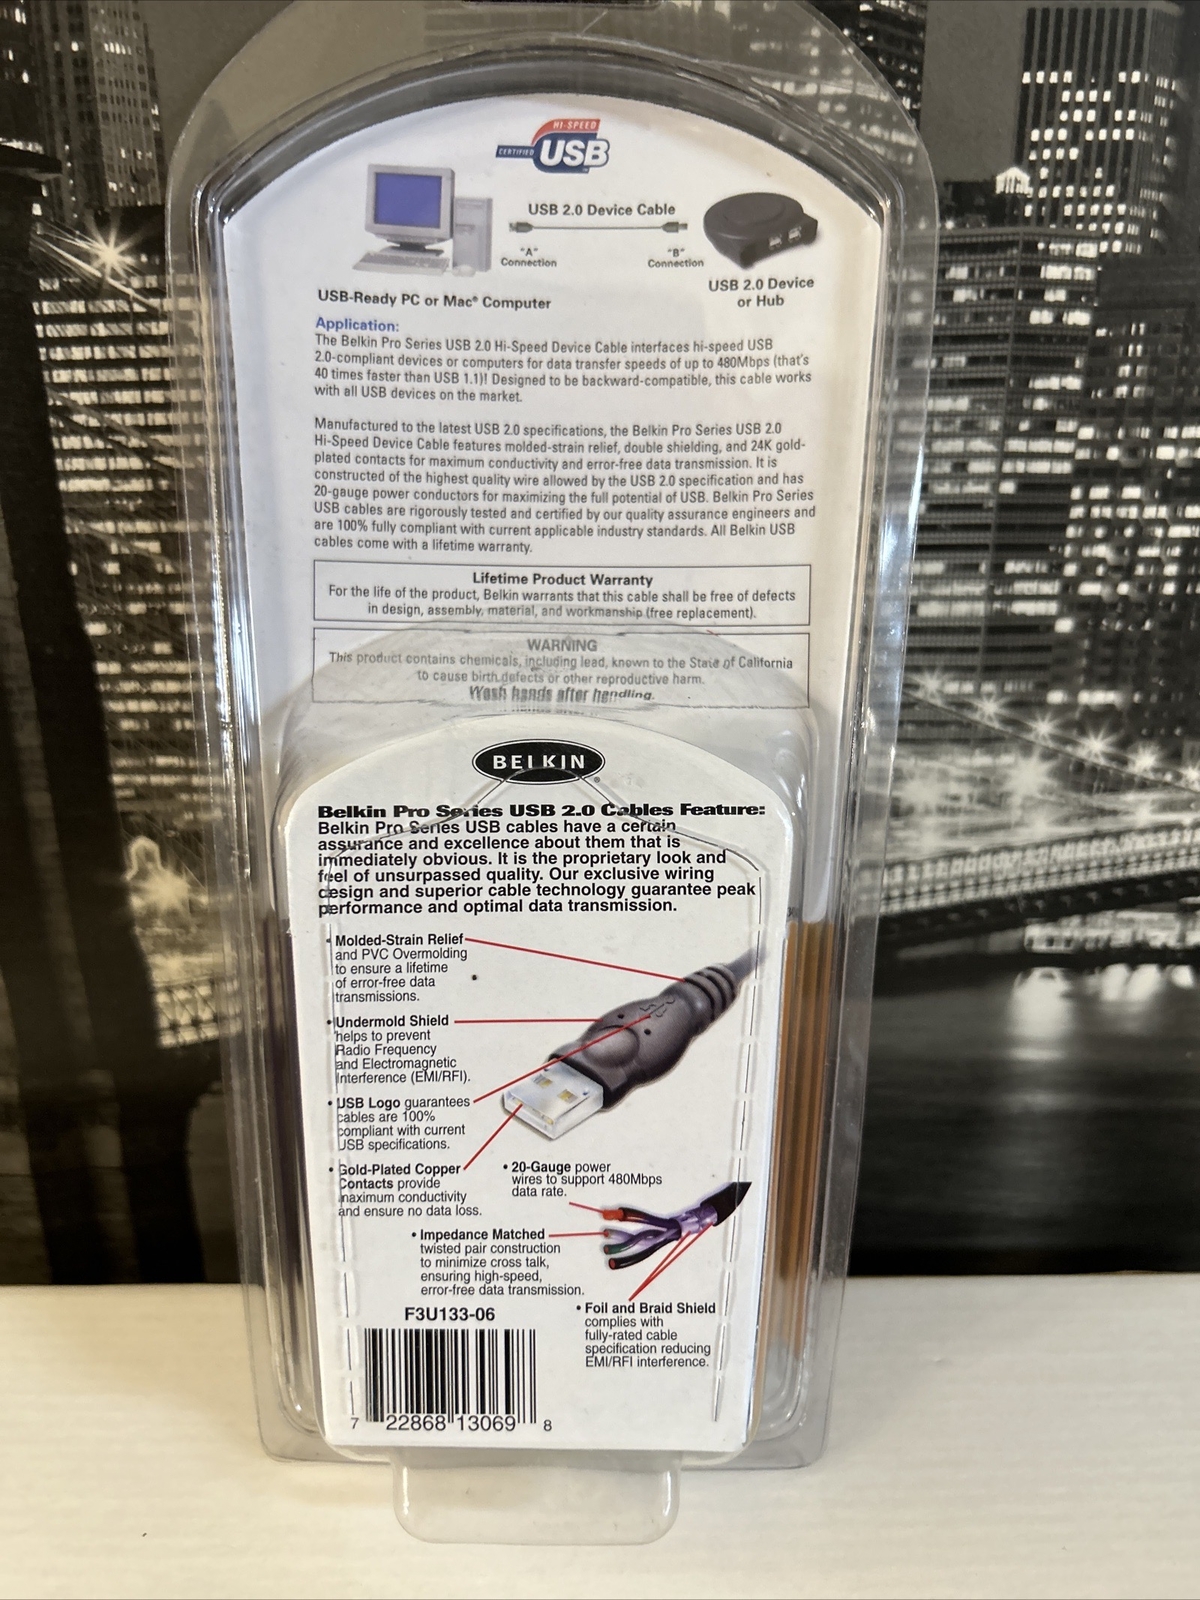 HI-SPEED
CERTIFIED
USB
USB 2.0 Device Cable
"A"
Connection
"B"
Connection
USB-Ready PC or Mac® Computer
USB 2.0 Device
or Hub
Application:
The Belkin Pro Series USB 2.0 Hi-Speed Device Cable interfaces hi-speed USB
2.0-compliant devices or computers for data transfer speeds of up to 480Mbps (that's
40 times faster than USB 1.1)! Designed to be backward-compatible, this cable works
with all USB devices on the market.
Manufactured to the latest USB 2.0 specifications, the Belkin Pro Series USB 2.0
Hi-Speed Device Cable features molded-strain relief, double shielding, and 24K gold-
plated contacts for maximum conductivity and error-free data transmission. It is
constructed of the highest quality wire allowed by the USB 2.0 specification and has
20-gauge power conductors for maximizing the full potential of USB. Belkin Pro Series
USB cables are rigorously tested and certified by our quality assurance engineers and
are 100% fully compliant with current applicable industry standards. All Belkin USB
cables come with a lifetime warranty.
Lifetime Product Warranty
For the life of the product, Belkin warrants that this cable shall be free of defects
in design, assembly, material, and workmanship (free replacement).
WARNING
This product contains chemicals, including lead, known to the State of California
to cause birth defects or other reproductive harm.
Wash hands after handling.
BELKIN®
Belkin Pro Series USB 2.0 Cables Feature:
Belkin Pro Series USB cables have a certain
assurance and excellence about them that is
immediately obvious. It is the proprietary look and
feel of unsurpassed quality. Our exclusive wiring
design and superior cable technology guarantee peak
performance and optimal data transmission.
• Molded-Strain Relief
and PVC Overmolding
to ensure a lifetime
of error-free data
transmissions.
• Undermold Shield
helps to prevent
Radio Frequency
and Electromagnetic
Interference (EMI/RFI).
• USB Logo guarantees
cables are 100%
compliant with current
USB specifications.
• Gold-Plated Copper
Contacts provide
maximum conductivity
and ensure no data loss.
• 20-Gauge power
wires to support 480Mbps
data rate.
• Impedance Matched
twisted pair construction
to minimize cross talk,
ensuring high-speed,
error-free data transmission.
• Foil and Braid Shield
complies with
fully-rated cable
specification reducing
EMI/RFI interference.
F3U133-06
7 22868 13069 8